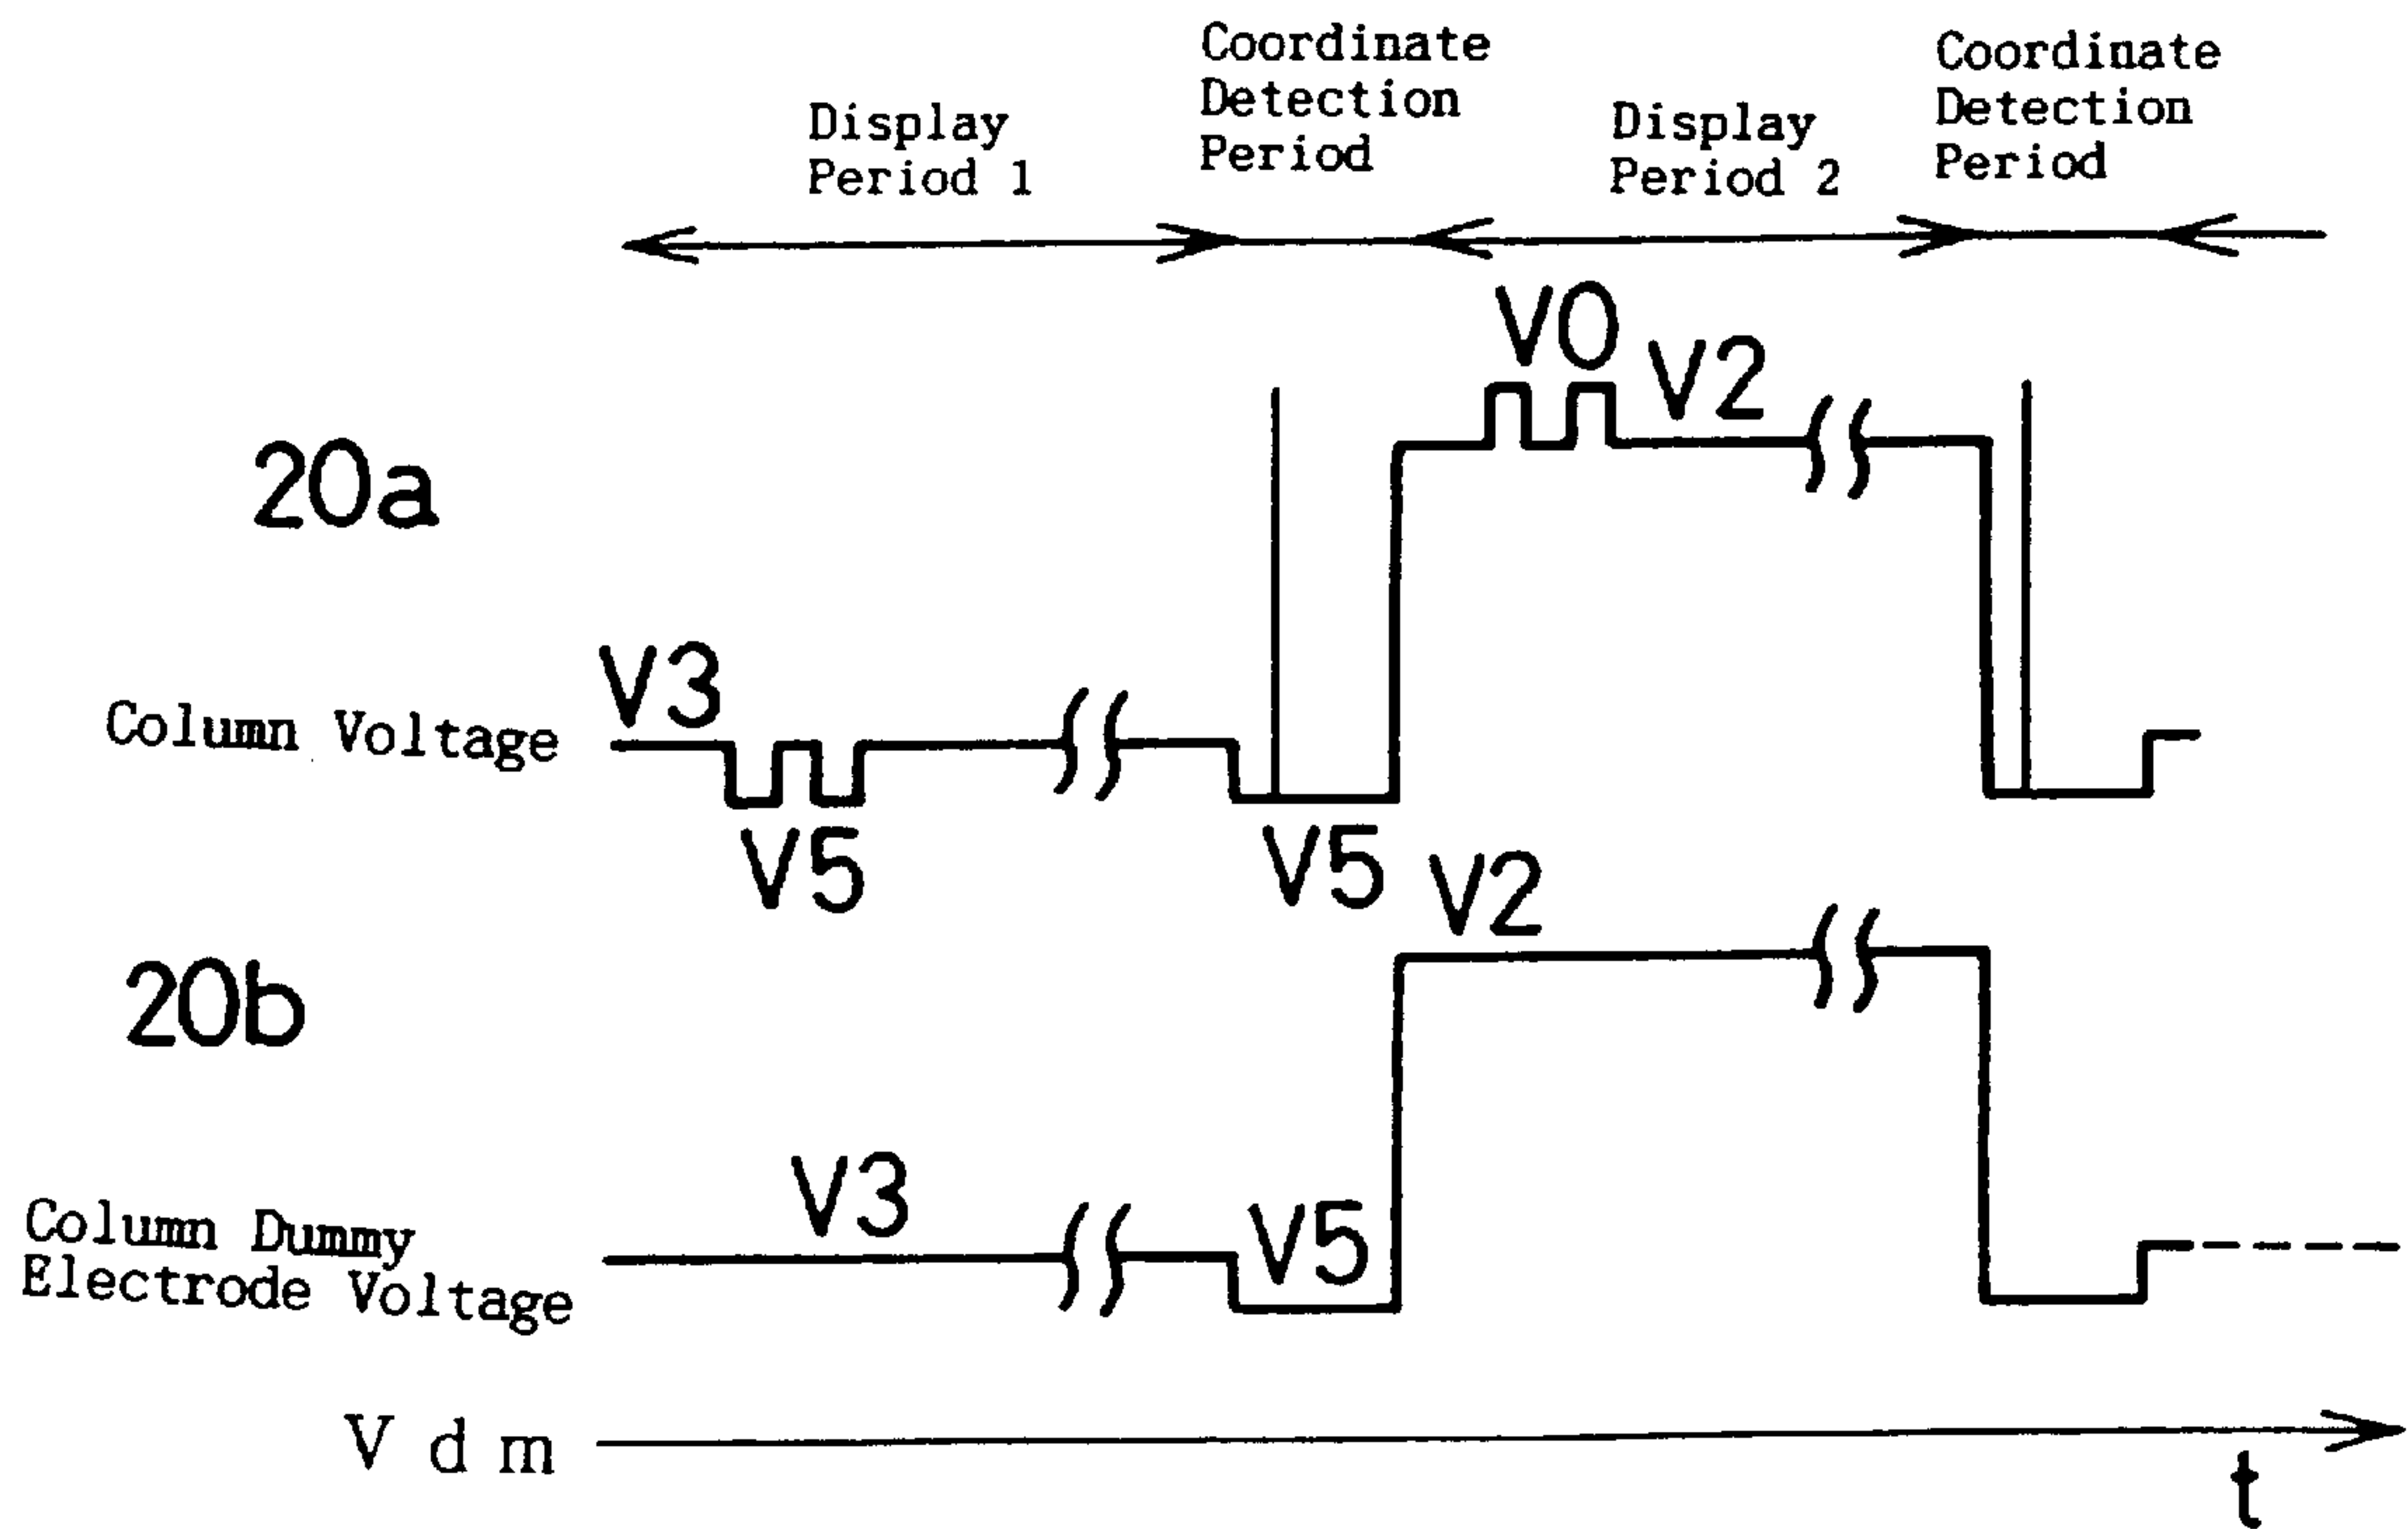 Display
Period 1
Coordinate
Detection
Period
Display
Period 2
Coordinate
Detection
Period
V0
V2
20a
V3
Column Voltage
V5
V5
V2
20b
V3
V5
Column Dummy
Electrode Voltage
V d m
t